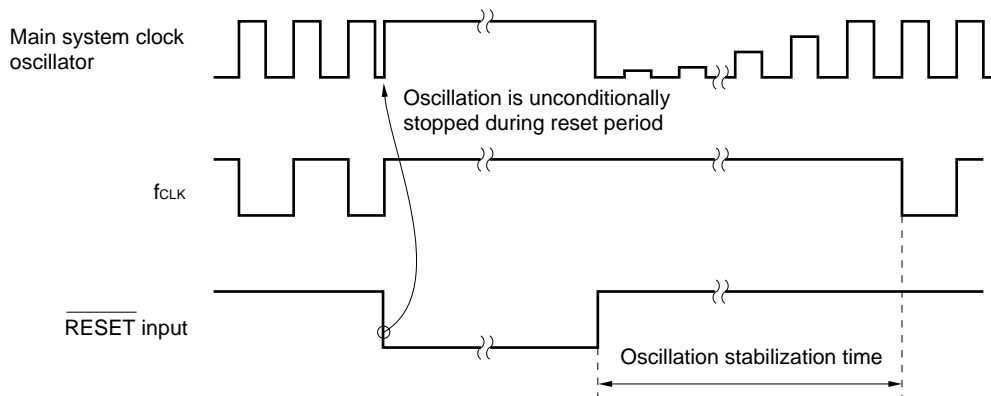 Main system clock
oscillator
Oscillation is unconditionally
stopped during reset period
fCLK
RESET input
Oscillation stabilization time